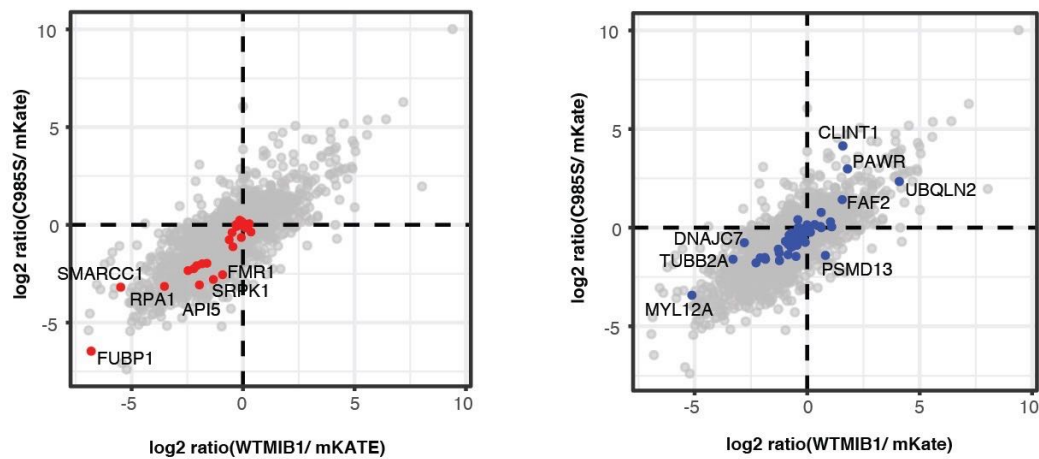 10
5
0
-5
-5
0
5
10
log2 ratio(C985S/ mKate)
log2 ratio(WTMIB1/ mKATE)
SMARCC1
RPA1
FMR1
SRPK1
API5
FUBP1
10
5
0
-5
-5
0
5
10
log2 ratio(C985S/ mKate)
log2 ratio(WTMIB1/ mKate)
CLINT1
PAWR
UBQLN2
FAF2
DNAJC7
TUBB2A
PSMD13
MYL12A